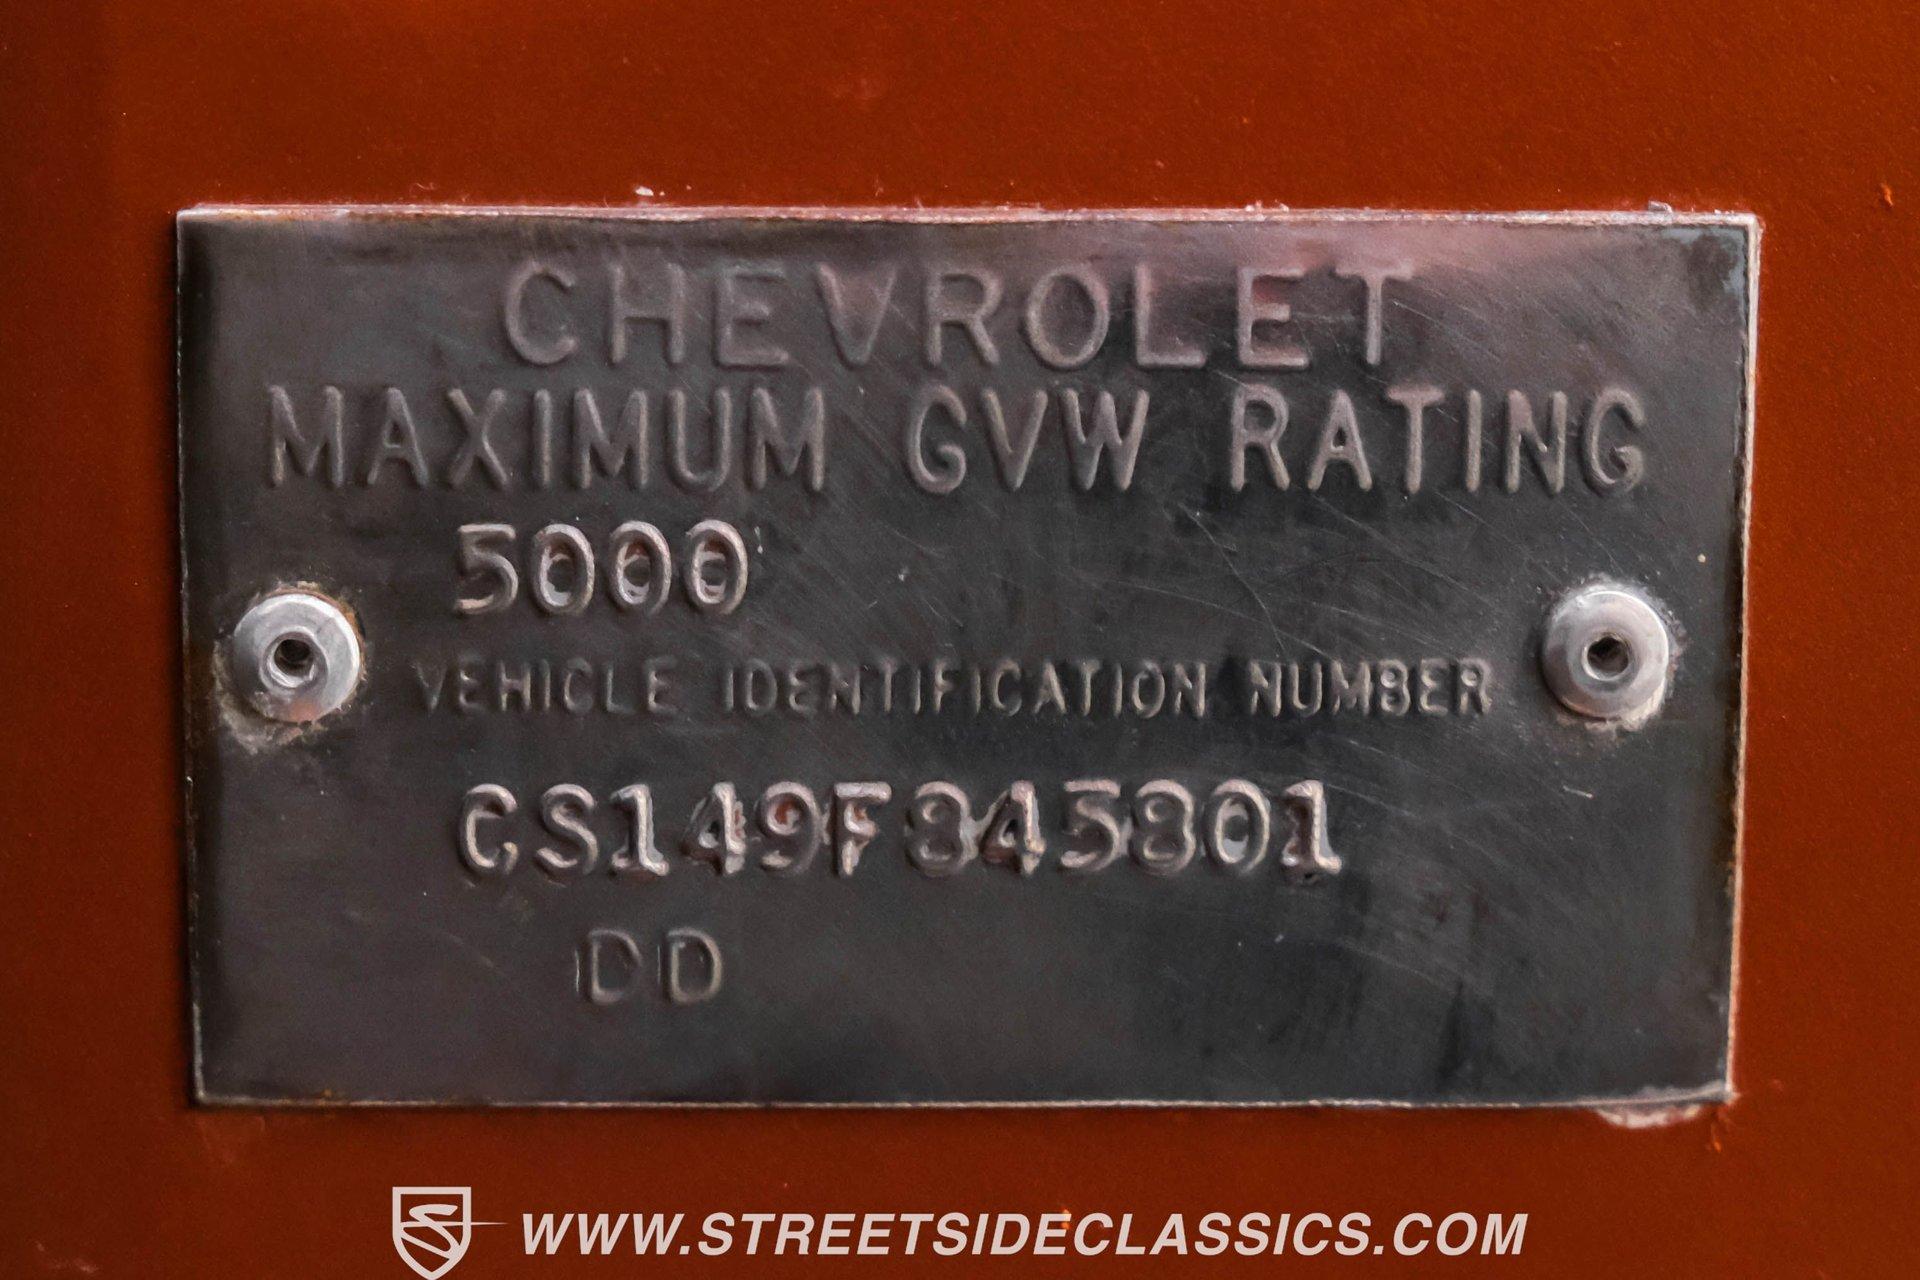 CHEVROLET
MAXIMUM GVW RATING
5000
VEHICLE IDENTIFICATION NUMBER
CS149F845801
DD
WWW.STREETSIDECLASSICS.COM